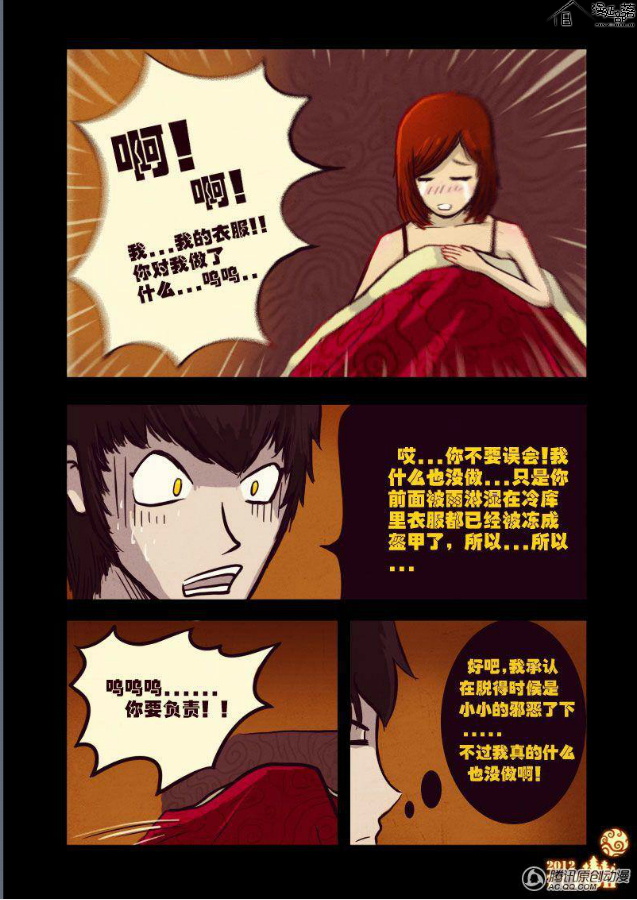 漫画部落
啊!
啊!
我...我的衣服!!
你对我做了
什么...呜呜..
哎...你不要误会!我
什么也没做...只是你
前面被雨淋湿在冷库
里衣服都已经被冻成
盔甲了，所以...所以
...
呜呜呜......
你要负责！！
好吧,我承认
在脱得时候是
小小的邪恶了下
.....
不过我真的什么
也没做啊!
2012
腾讯原创动漫
AC.QQ.COM